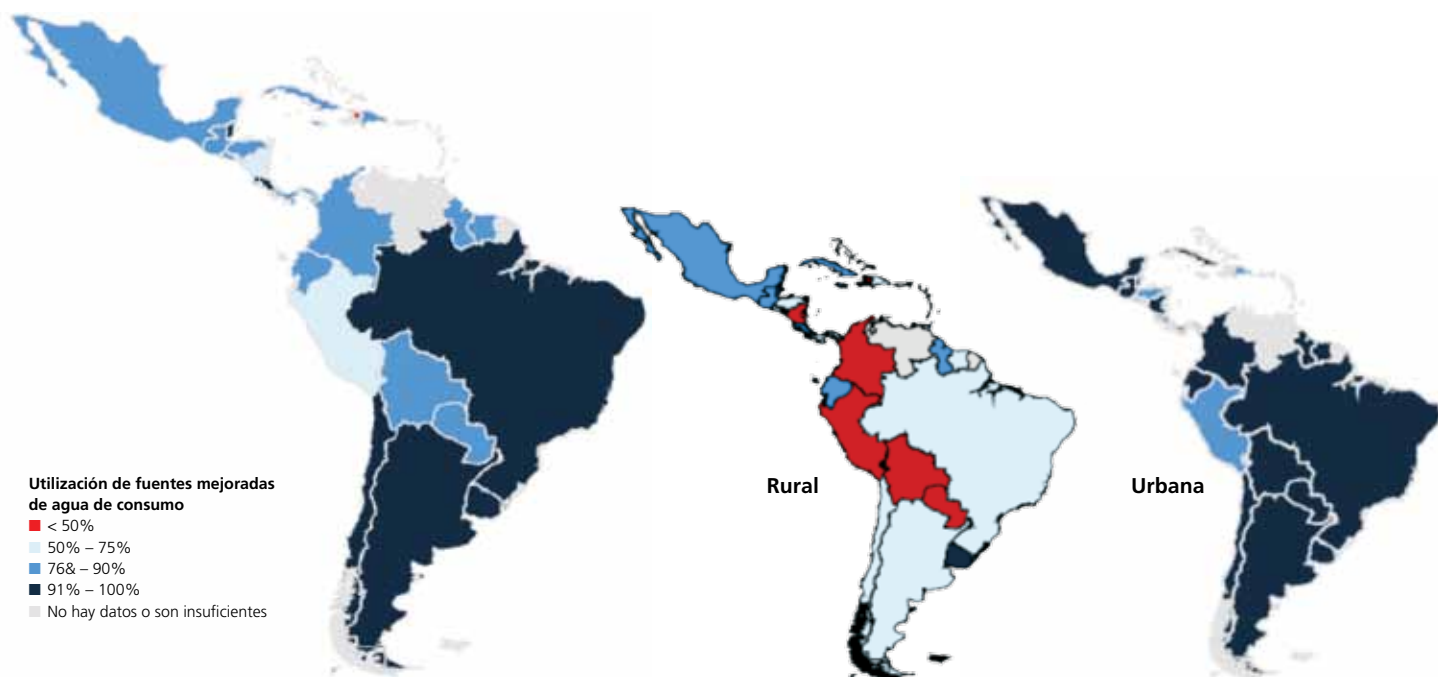 Rural
Urbana
Utilización de fuentes mejoradas
de agua de consumo
< 50%
50% – 75%
76& – 90%
91% – 100%
No hay datos o son insuficientes